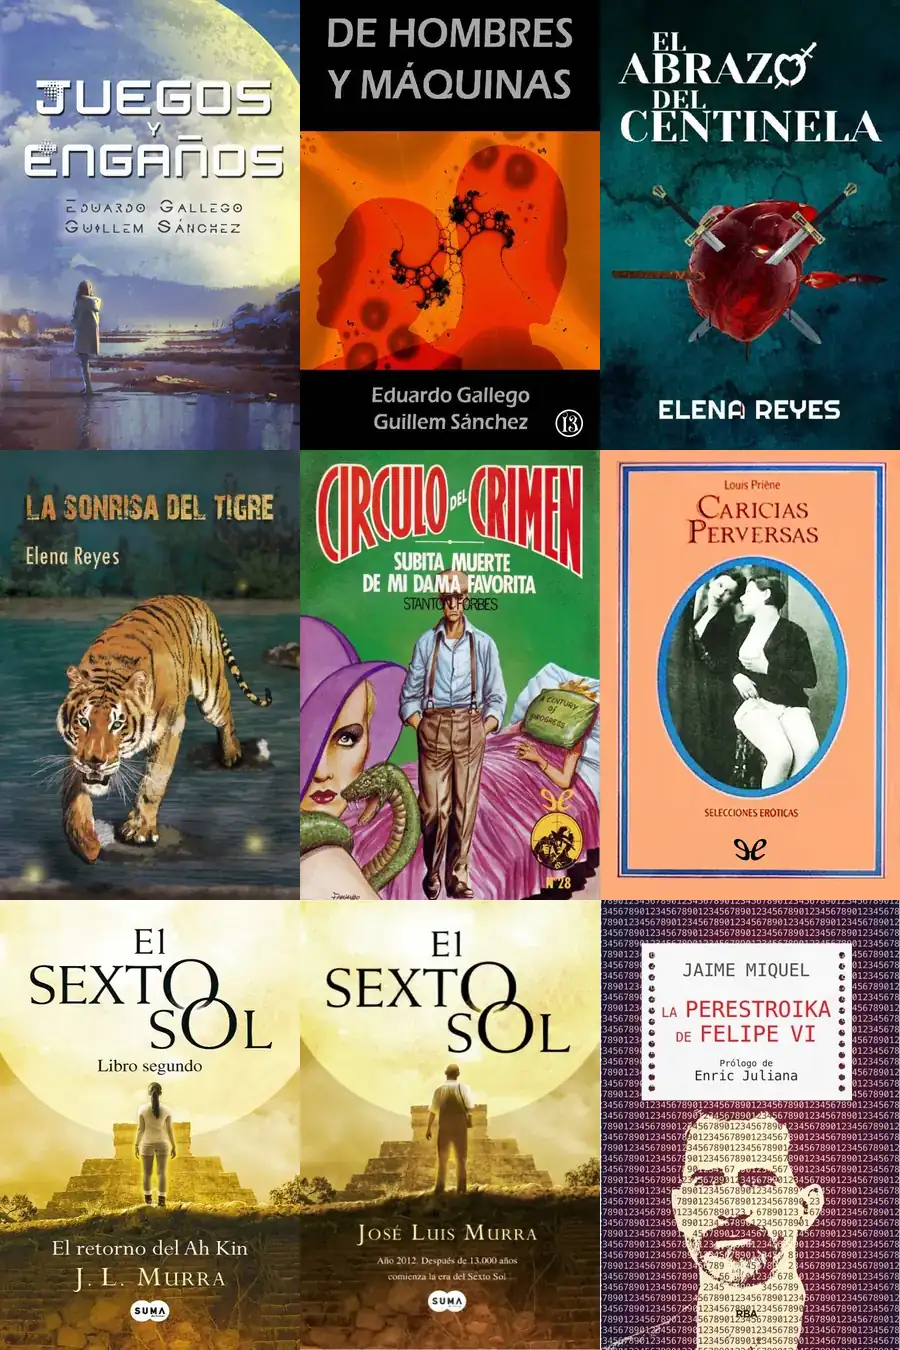 JUEGOS
Y
ENGAÑOS
EDUARDO GALLEGO
GUILLEM SÁNCHEZ
DE HOMBRES
Y MÁQUINAS
Eduardo Gallego
Guillem Sánchez
13
EL
ABRAZO
DEL
CENTINELA
ELENA REYES
LA SONRISA DEL TIGRE
Elena Reyes
CIRCULO DEL CRIMEN
SUBITA MUERTE
DE MI DAMA FAVORITA
STANTON FORBES
A CENTURY
OF
PROGRESS
Nº 28
Louis Priène
CARICIAS
PERVERSAS
SELECCIONES ERÓTICAS
El
SEXTO
SOL
Libro segundo
El retorno del Ah Kin
J. L. MURRA
SUMA
El
SEXTO
SOL
JOSÉ LUIS MURRA
Año 2012. Después de 13.000 años
comienza la era del Sexto Sol
SUMA
JAIME MIQUEL
LA PERESTROIKA
DE FELIPE VI
Prólogo de
Enric Juliana
RBA